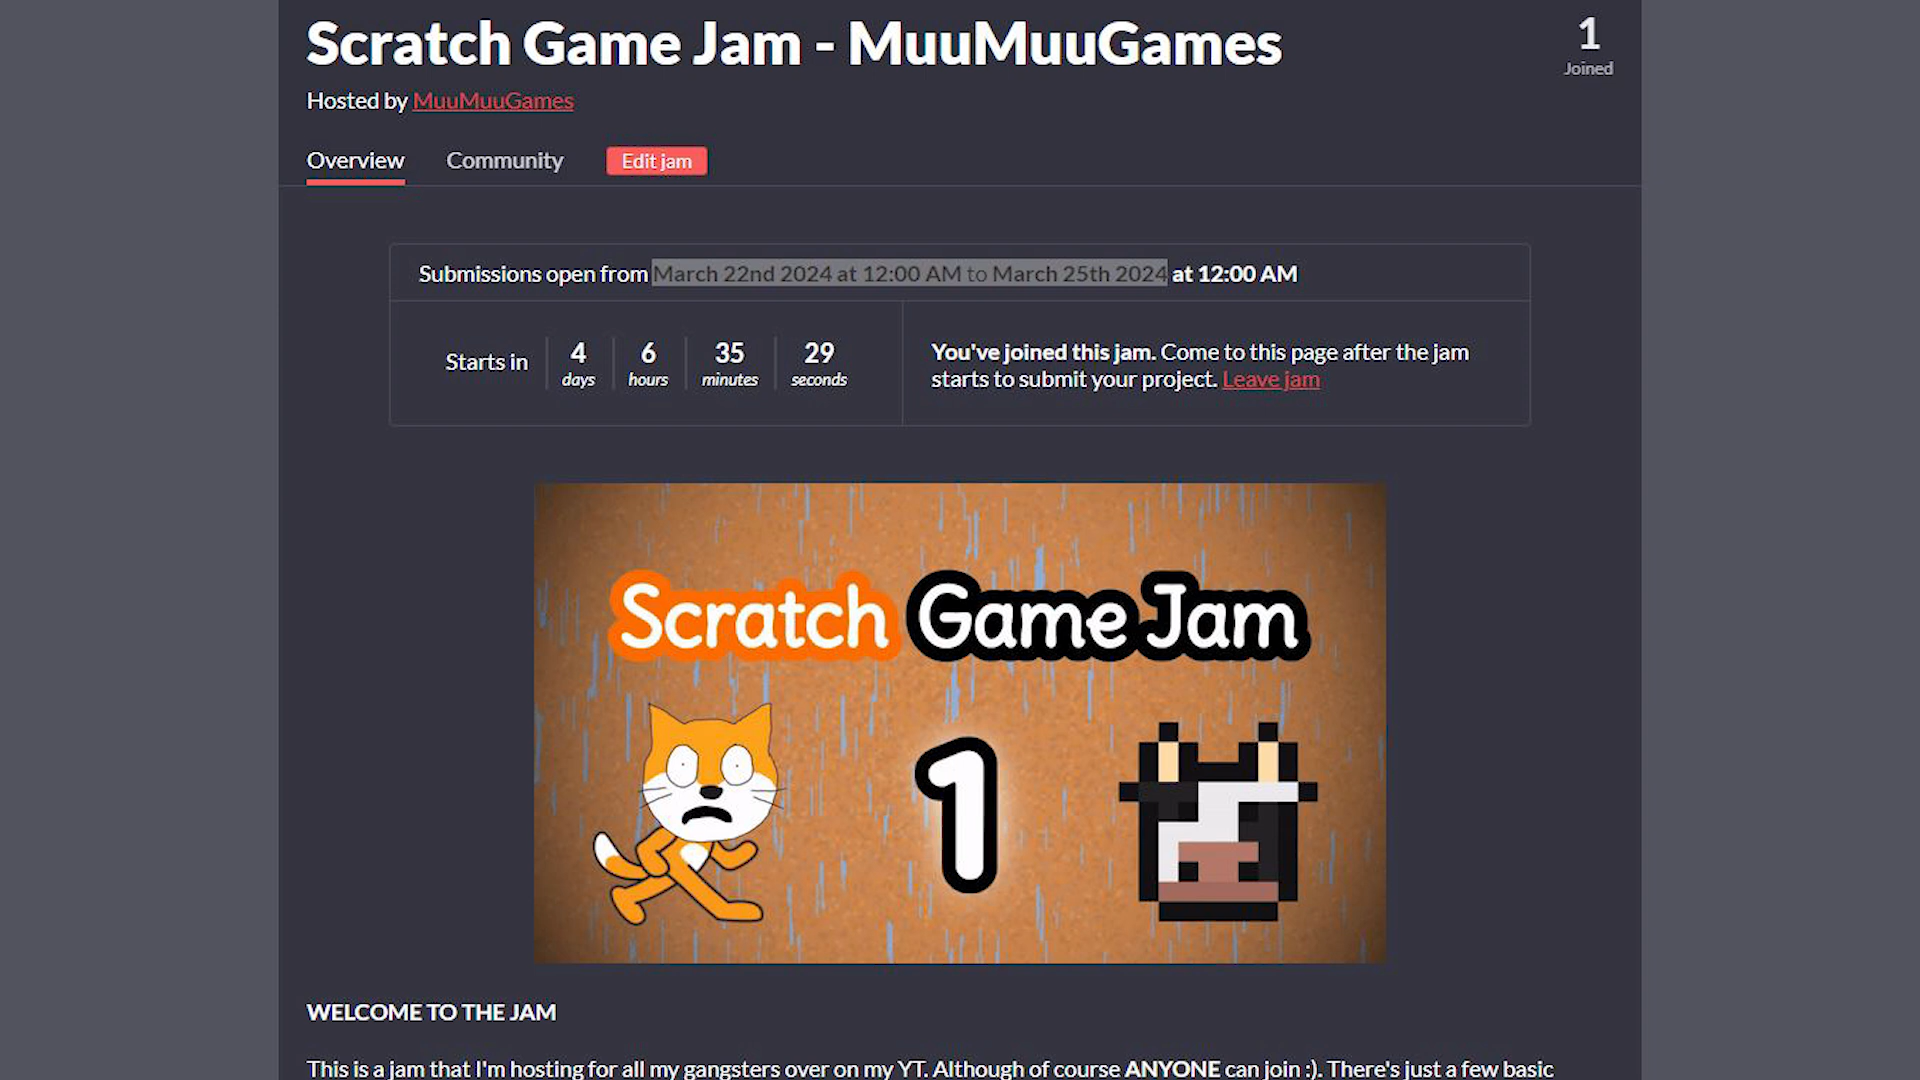 Scratch Game Jam - MuuMuuGames
1
Joined
Hosted by MuuMuuGames
Overview
Community
Edit jam
Submissions open from March 22nd 2024 at 12:00 AM to March 25th 2024 at 12:00 AM
Starts in
4
days
6
hours
35
minutes
29
seconds
You've joined this jam. Come to this page after the jam
starts to submit your project. Leave jam
Scratch Game Jam
1
WELCOME TO THE JAM
This is a jam that I'm hosting for all my gangsters over on my YT. Although of course ANYONE can join :). There's just a few basic